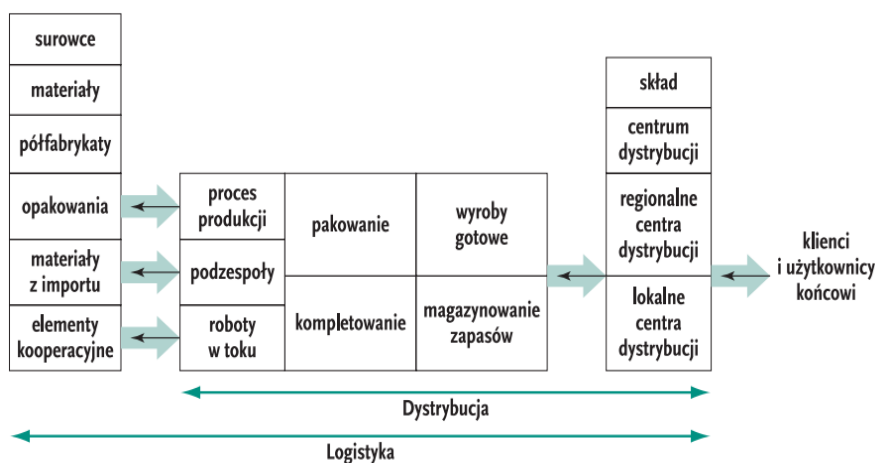 surowce
materiały
półfabrykaty
opakowania
materiały
z importu
elementy
kooperacyjne
proces
produkcji
podzespoły
roboty
w toku
pakowanie
kompletowanie
wyroby
gotowe
magazynowanie
zapasów
skład
centrum
dystrybucji
regionalne
centra
dystrybucji
lokalne
centra
dystrybucji
klienci
i użytkownicy
końcowi
Dystrybucja
Logistyka